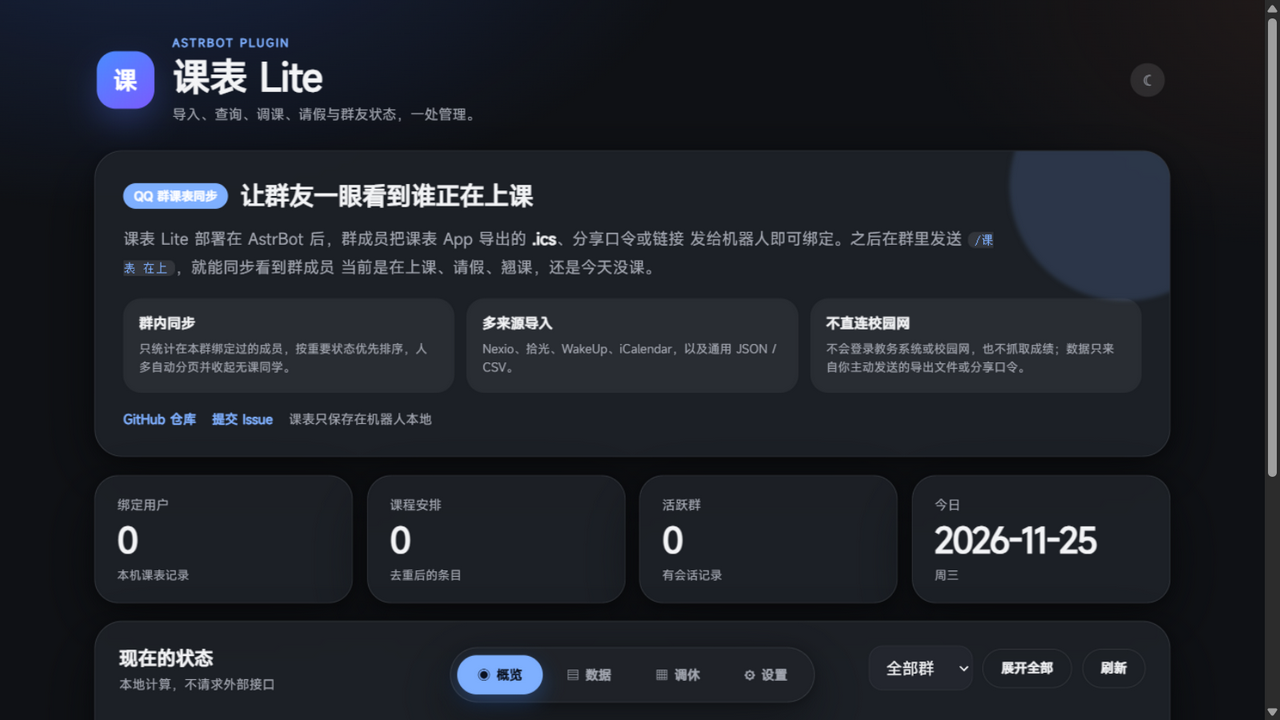 ASTRBOT PLUGIN
课
课表 Lite
导入、查询、调课、请假与群友状态，一处管理。
QQ 群课表同步
让群友一眼看到谁正在上课
课表 Lite 部署在 AstrBot 后，群成员把课表 App 导出的 .ics、分享口令或链接 发给机器人即可绑定。之后在群里发送 /课
表 在上，就能同步看到群成员 当前是在上课、请假、翘课，还是今天没课。
群内同步
只统计在本群绑定过的成员，按重要状态优先排序，人
多自动分页并收起无课同学。
多来源导入
Nexio、拾光、WakeUp、iCalendar，以及通用 JSON /
CSV。
不直连校园网
不会登录教务系统或校园网，也不抓取成绩；数据只来
自你主动发送的导出文件或分享口令。
GitHub 仓库 提交 Issue 课表只保存在机器人本地
绑定用户
0
本机课表记录
课程安排
0
去重后的条目
活跃群
0
有会话记录
今日
2026-11-25
周三
现在的状态
本地计算，不请求外部接口
概览
数据
调休
设置
全部群
展开全部
刷新